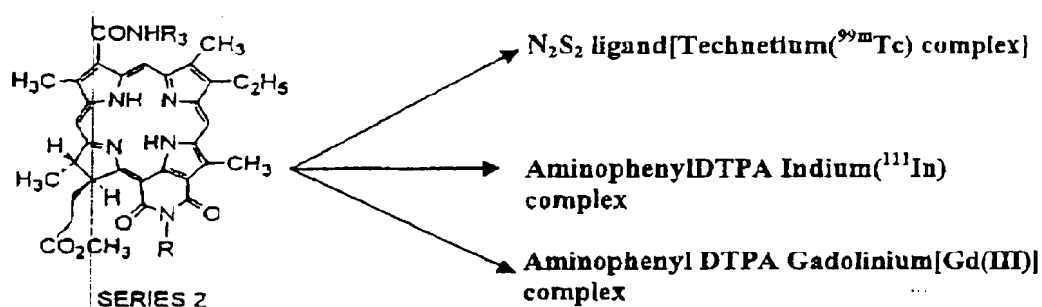 CONHR₃
CH₃
H₃C
C₂H₅
NH N
N HN
H
H₃C
H
CH₃
O N O
CO₂CH₃
R
SERIES 2
N₂S₂ ligand[Technetium(⁹⁹ᵐTc) complex]
AminophenylDTPA Indium(¹¹¹In)
complex
Aminophenyl DTPA Gadolinium[Gd(III)]
complex